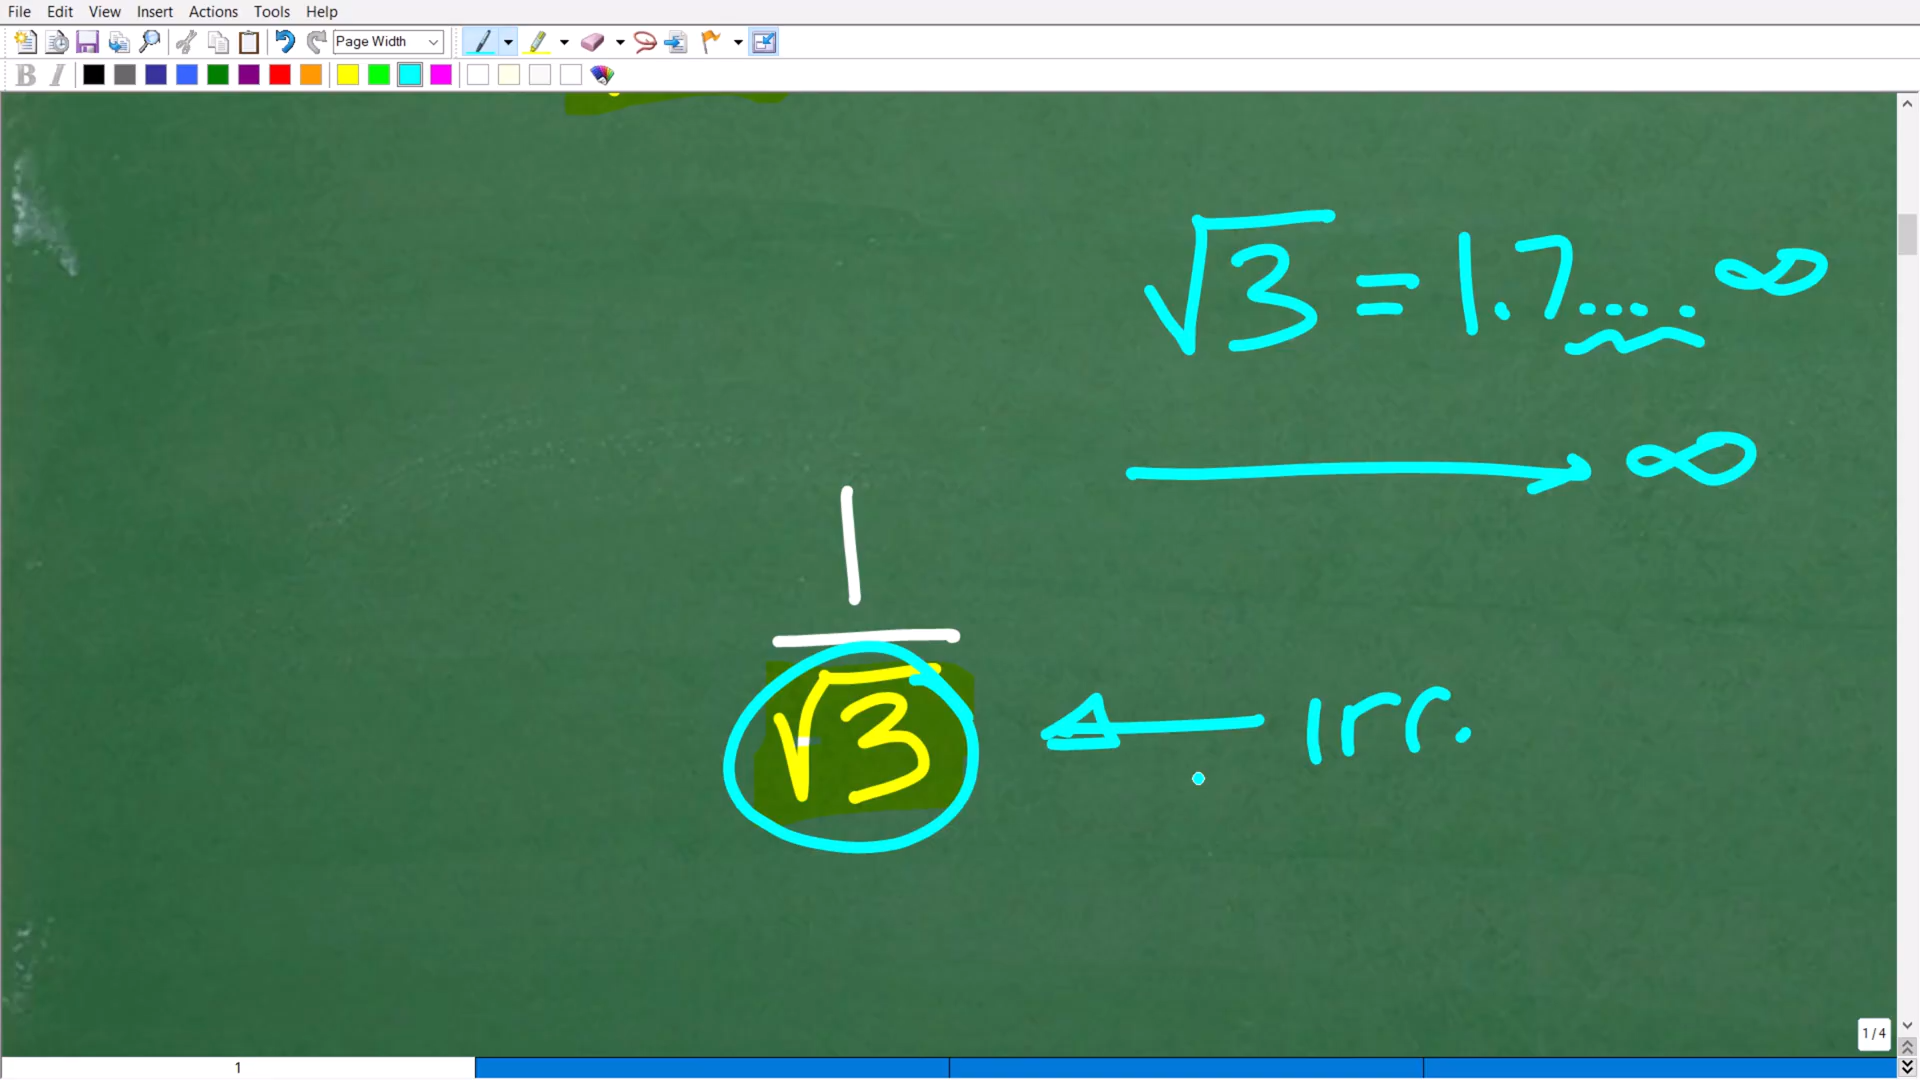 File Edit View Insert Actions Tools Help
Page Width
B I
√3 = 1.7..... ∞
∞
1
√3
Irr.
1/4
1